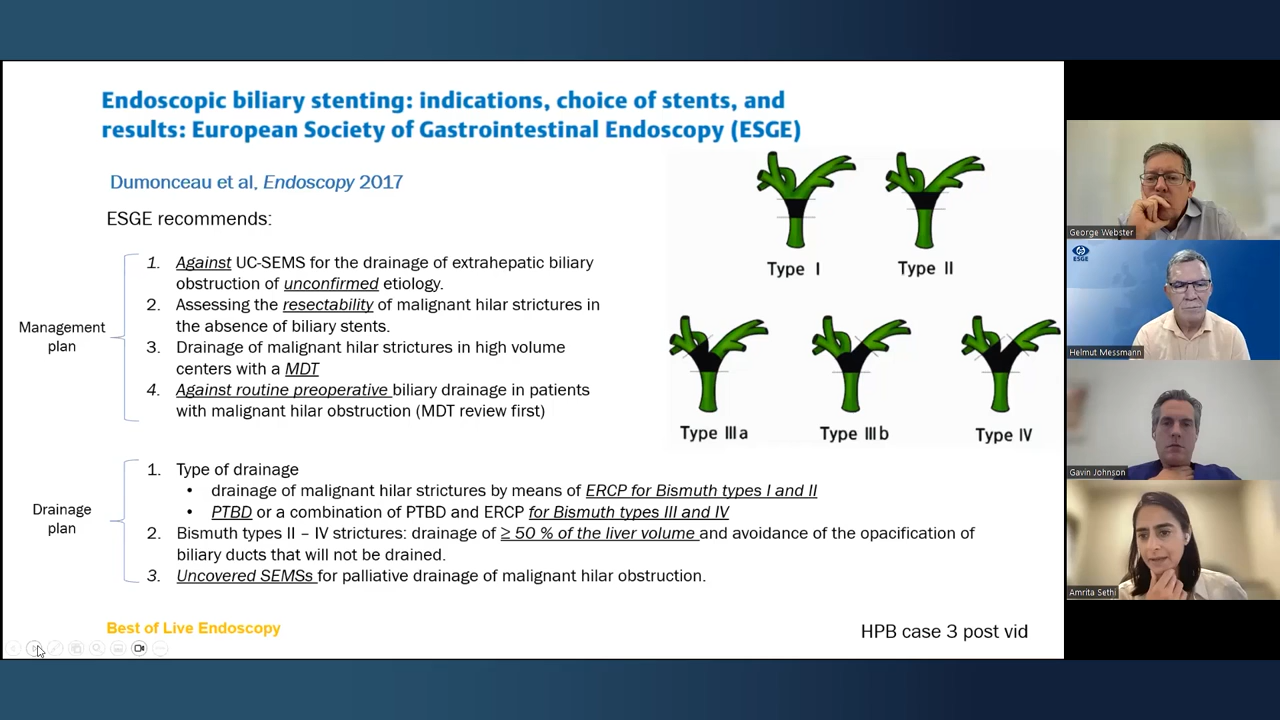 Endoscopic biliary stenting: indications, choice of stents, and
results: European Society of Gastrointestinal Endoscopy (ESGE)
Dumonceau et al, Endoscopy 2017
ESGE recommends:
Management
plan
1. Against UC-SEMS for the drainage of extrahepatic biliary
obstruction of unconfirmed etiology.
2. Assessing the resectability of malignant hilar strictures in
the absence of biliary stents.
3. Drainage of malignant hilar strictures in high volume
centers with a MDT
4. Against routine preoperative biliary drainage in patients
with malignant hilar obstruction (MDT review first)
Type I
Type II
Type IIIa
Type IIIb
Type IV
Drainage
plan
1. Type of drainage
• drainage of malignant hilar strictures by means of ERCP for Bismuth types I and II
• PTBD or a combination of PTBD and ERCP for Bismuth types III and IV
2. Bismuth types II – IV strictures: drainage of ≥ 50 % of the liver volume and avoidance of the opacification of
biliary ducts that will not be drained.
3. Uncovered SEMSs for palliative drainage of malignant hilar obstruction.
Best of Live Endoscopy
HPB case 3 post vid
George Webster
ESGE
Helmut Messmann
Gavin Johnson
Amrita Sethi